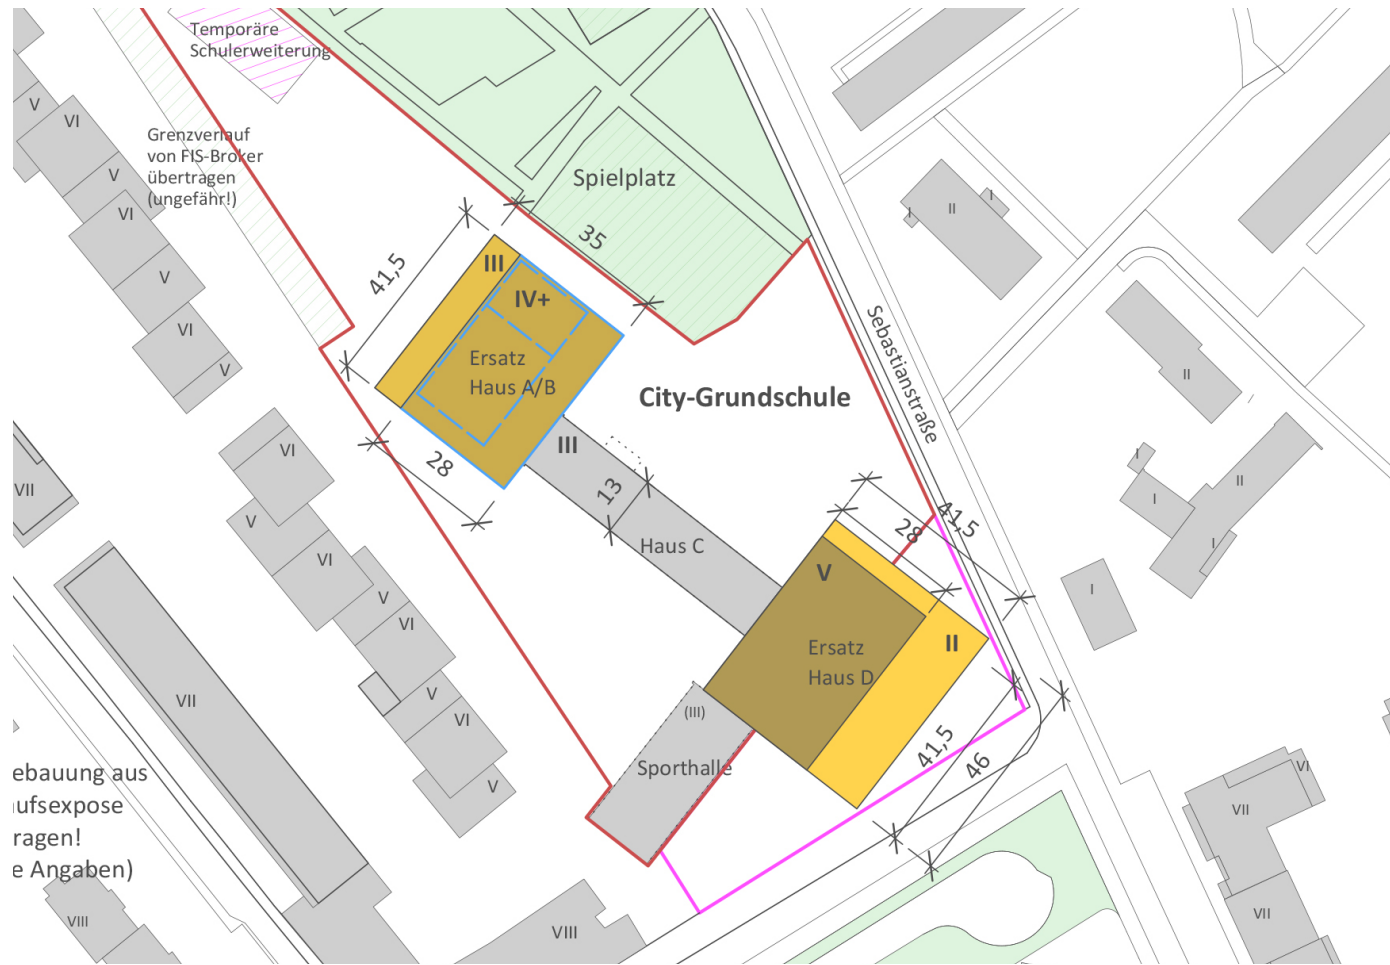 Temporäre
Schulerweiterung
Grenzverlauf
von FIS-Broker
übertragen
(ungefähr!)
V
VI
V
VI
V
VI
V
Spielplatz
35
41,5
III
IV+
Ersatz
Haus A/B
28
City-Grundschule
Sebastianstraße
III
13
Haus C
I
II
I
II
II
I
I
I
I
VII
VI
V
VI
V
VI
V
VI
V
VII
41,5
28
V
II
Ersatz
Haus D
(III)
Sporthalle
41,5
46
ebauung aus
ufsexpose
ragen!
e Angaben)
VIII
VIII
VI
VII
VII